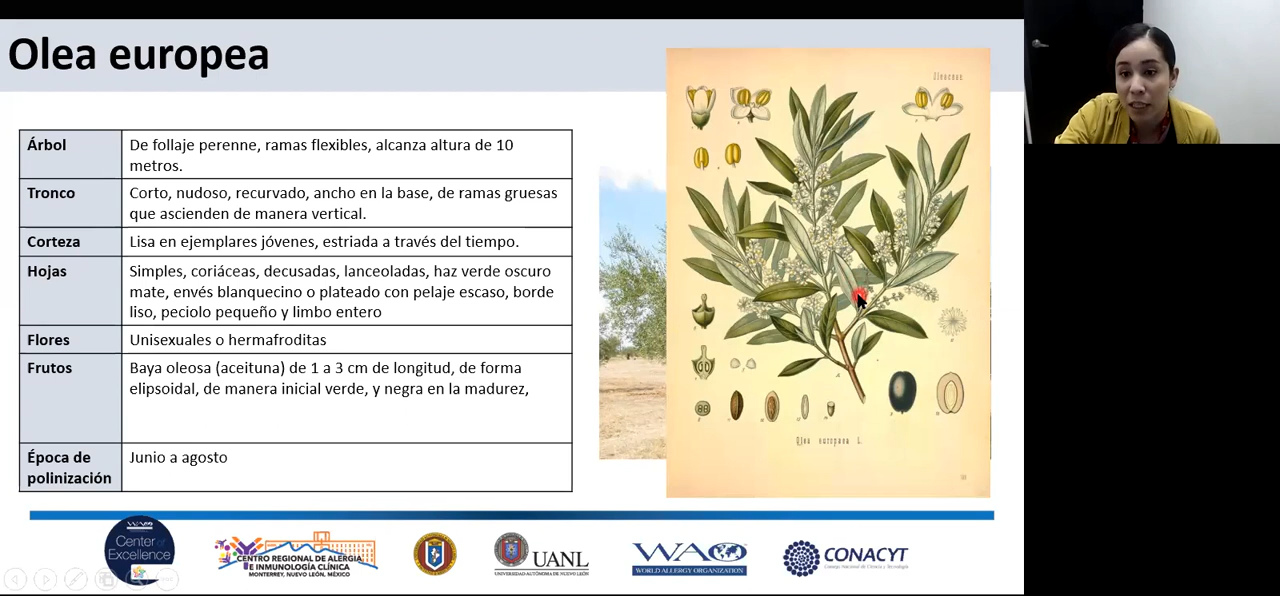 Olea europea
Árbol
De follaje perenne, ramas flexibles, alcanza altura de 10
metros.
Tronco
Corto, nudoso, recurvado, ancho en la base, de ramas gruesas
que ascienden de manera vertical.
Corteza
Lisa en ejemplares jóvenes, estriada a través del tiempo.
Hojas
Simples, coriáceas, decusadas, lanceoladas, haz verde oscuro
mate, envés blanquecino o plateado con pelaje escaso, borde
liso, peciolo pequeño y limbo entero
Flores
Unisexuales o hermafroditas
Frutos
Baya oleosa (aceituna) de 1 a 3 cm de longitud, de forma
elipsoidal, de manera inicial verde, y negra en la madurez,
Época de
polinización
Junio a agosto
Oleaceae.
Olea europaea L.
WAO
Center of
Excellence
CENTRO REGIONAL DE ALERGIA
E INMUNOLOGÍA CLÍNICA
MONTERREY, NUEVO LEÓN, MÉXICO
UANL
UNIVERSIDAD AUTÓNOMA DE NUEVO LEÓN
WAO
WORLD ALLERGY ORGANIZATION
CONACYT
Consejo Nacional de Ciencia y Tecnología